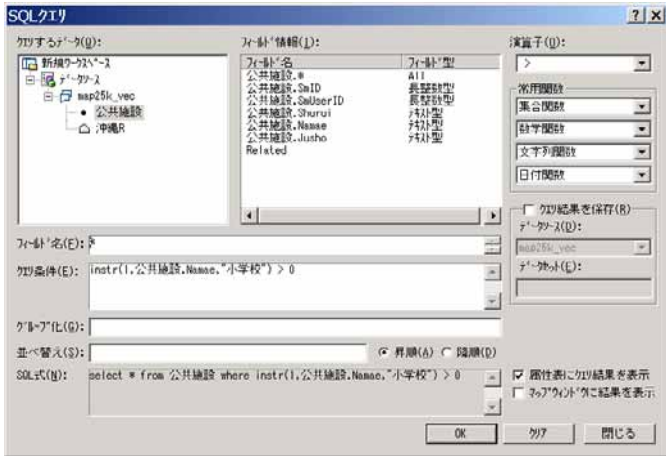 SQLクエリ
クエリするデータ(Q):
新規ワークスペース
データソース
map25k_vec
公共施設
沖縄R
フィールド情報(I):
フィールド名 フィールド型
公共施設.* All
公共施設.SmID 長整数型
公共施設.SmUserID 長整数型
公共施設.Shurui テキスト型
公共施設.Namae テキスト型
公共施設.Jusho テキスト型
Related
演算子(O):
>
常用関数
集合関数
数学関数
文字列関数
日付関数
クエリ結果を保存(R)
データソース(D):
map25k_vec
データセット(E):
フィールド名(F): *
クエリ条件(E): instr(1,公共施設.Namae,"小学校") > 0
グループ化(G):
並べ替え(S): 昇順(A) 降順(D)
SQL式(N): select * from 公共施設 where instr(1,公共施設.Namae,"小学校") > 0
属性表にクエリ結果を表示
マップウィンドウに結果を表示
OK クリア 閉じる